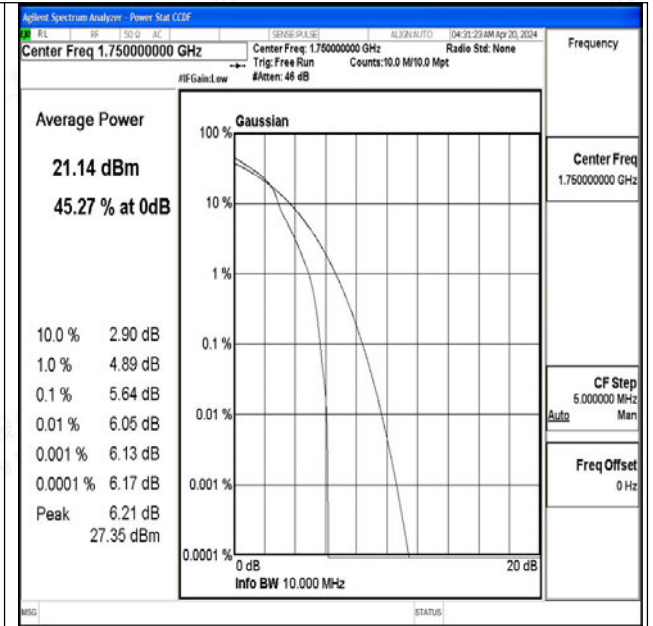 Agilent Spectrum Analyzer - Power Stat CCDF
RL RF 50 Ω AC SENSE:PULSE ALIGN AUTO 04:31:23 AM Apr 20, 2024
Center Freq 1.750000000 GHz
Center Freq: 1.750000000 GHz Radio Std: None
Trig: Free Run Counts:10.0 M/10.0 Mpt
#IFGain:Low #Atten: 46 dB
Frequency
Average Power
21.14 dBm
45.27 % at 0dB
10.0 % 2.90 dB
1.0 % 4.89 dB
0.1 % 5.64 dB
0.01 % 6.05 dB
0.001 % 6.13 dB
0.0001 % 6.17 dB
Peak 6.21 dB
27.35 dBm
Gaussian
100 %
10 %
1 %
0.1 %
0.01 %
0.001 %
0.0001 %
0 dB 20 dB
Info BW 10.000 MHz
Center Freq
1.750000000 GHz
CF Step
5.000000 MHz
Auto Man
Freq Offset
0 Hz
MSG STATUS